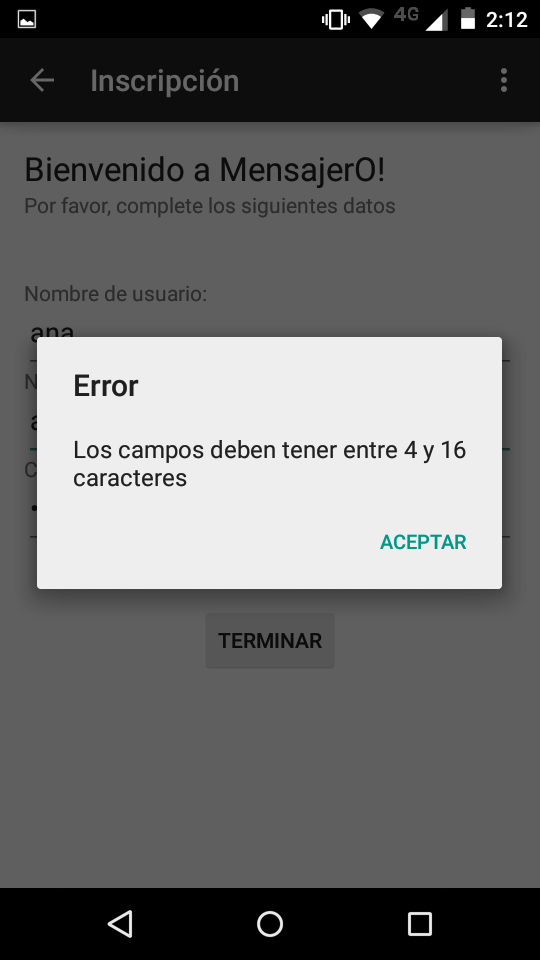 4G 2:12
Inscripción
Bienvenido a MensajerO!
Por favor, complete los siguientes datos
Nombre de usuario:
ana
Error
Los campos deben tener entre 4 y 16
caracteres
ACEPTAR
TERMINAR